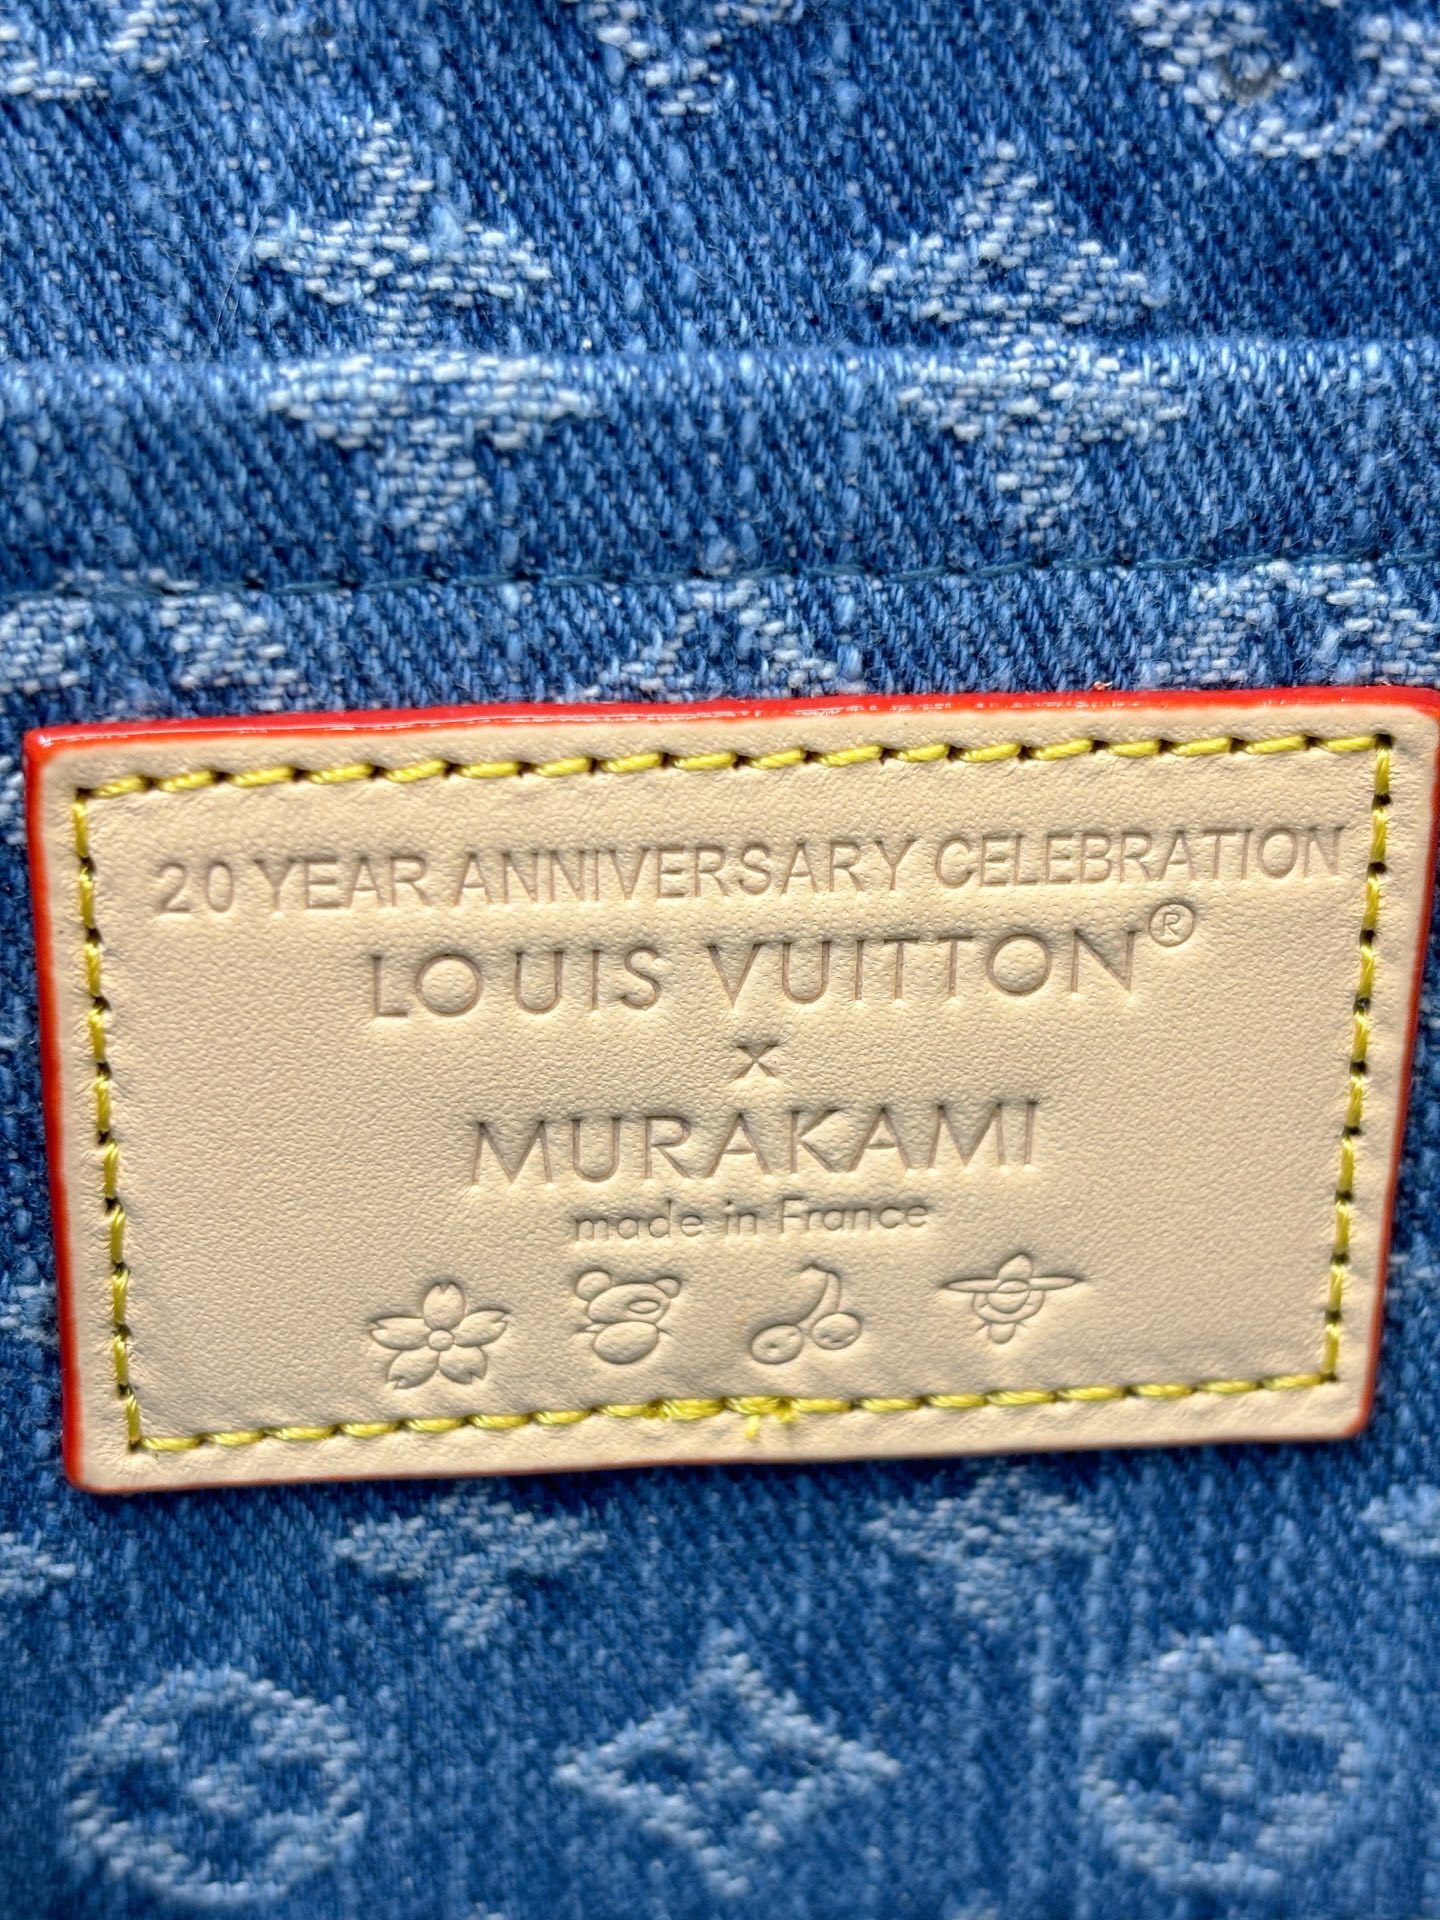 20 YEAR ANNIVERSARY CELEBRATION
LOUIS VUITTON®
x
MURAKAMI
made in France